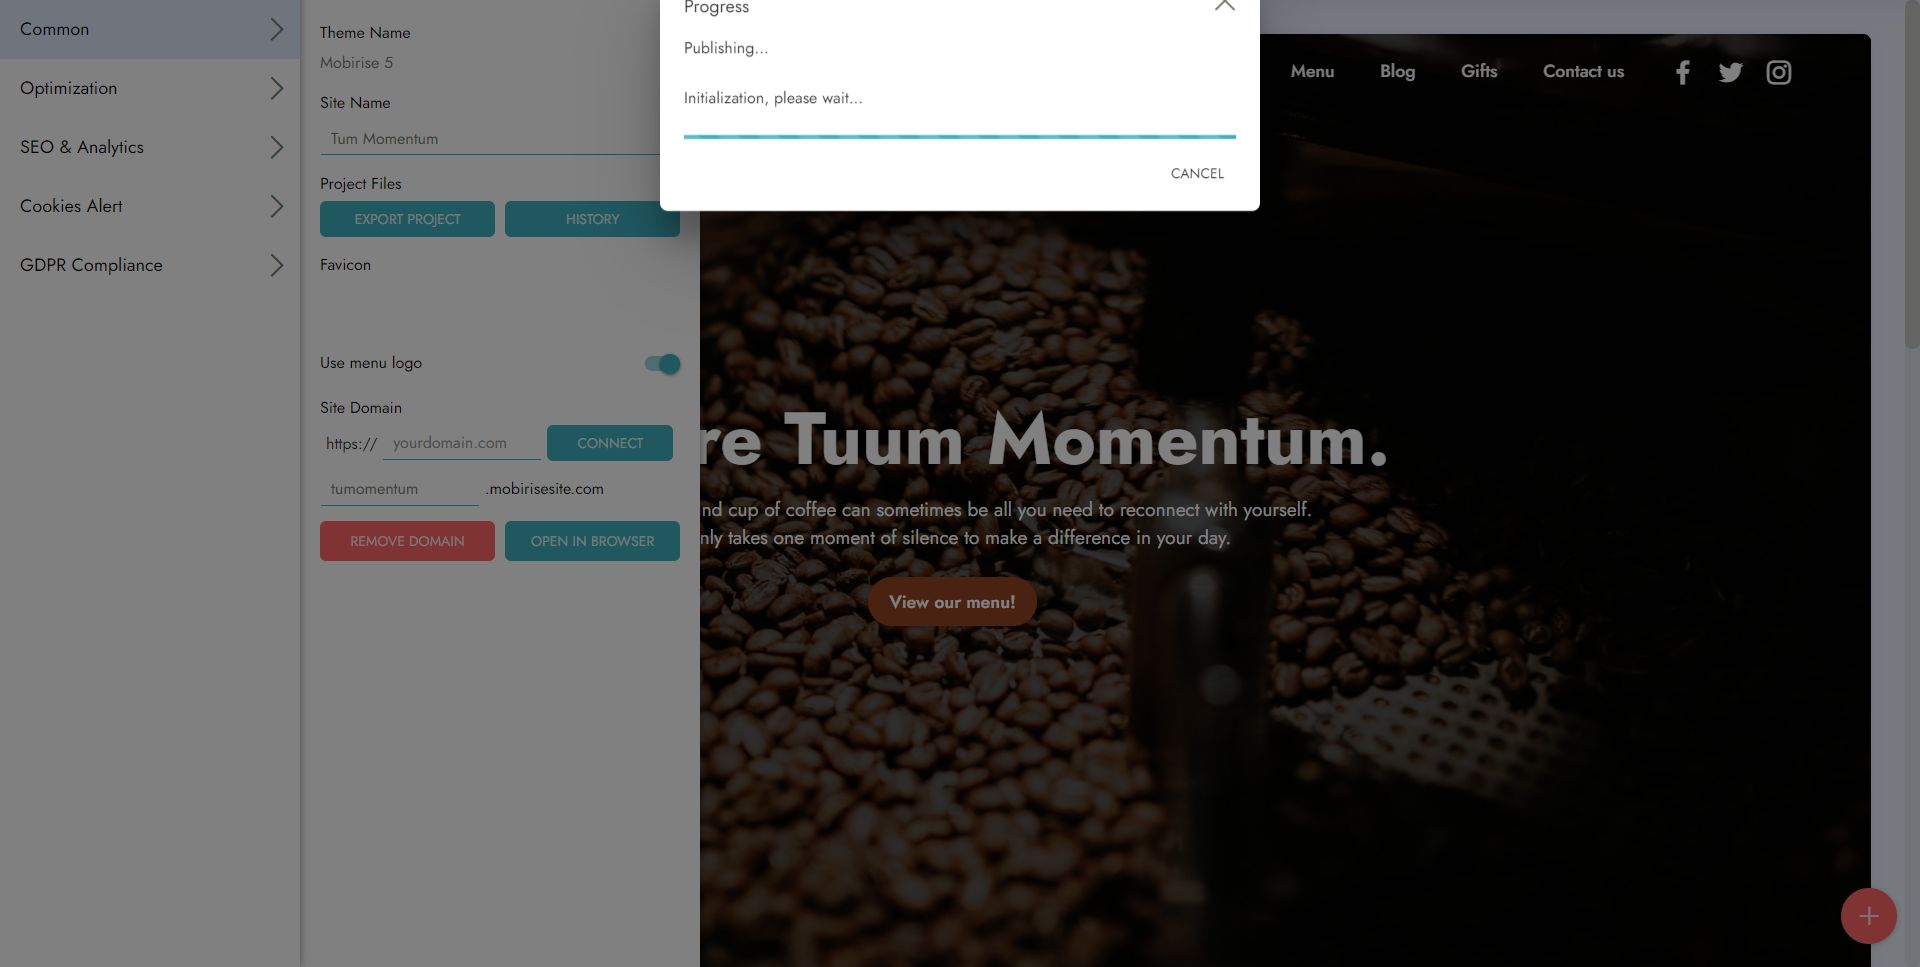 Common
Optimization
SEO & Analytics
Cookies Alert
GDPR Compliance
Theme Name
Mobirise 5
Site Name
Tum Momentum
Project Files
EXPORT PROJECT
HISTORY
Favicon
Use menu logo
Site Domain
https://
yourdomain.com
CONNECT
tumomentum
.mobirisesite.com
REMOVE DOMAIN
OPEN IN BROWSER
Progress
Publishing...
Initialization, please wait...
CANCEL
Menu
Blog
Gifts
Contact us
re Tuum Momentum.
nd cup of coffee can sometimes be all you need to reconnect with yourself.
nly takes one moment of silence to make a difference in your day.
View our menu!